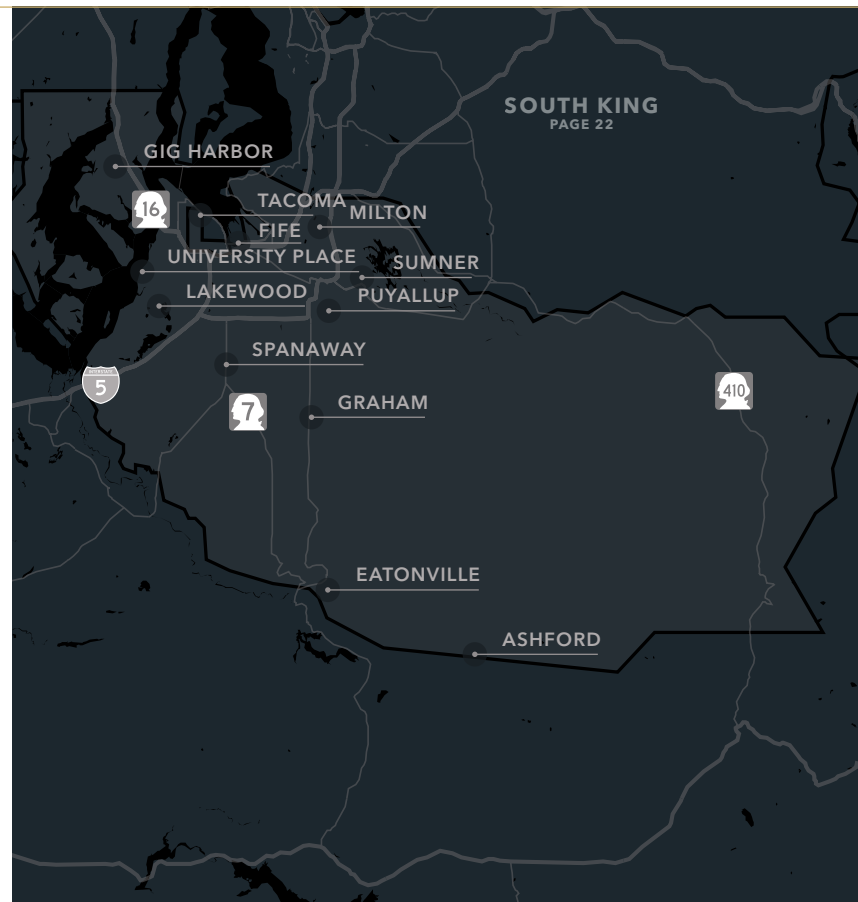 SOUTH KING
PAGE 22
GIG HARBOR
16
TACOMA
MILTON
FIFE
UNIVERSITY PLACE
SUMNER
LAKEWOOD
PUYALLUP
SPANAWAY
INTERSTATE
5
7
GRAHAM
410
EATONVILLE
ASHFORD